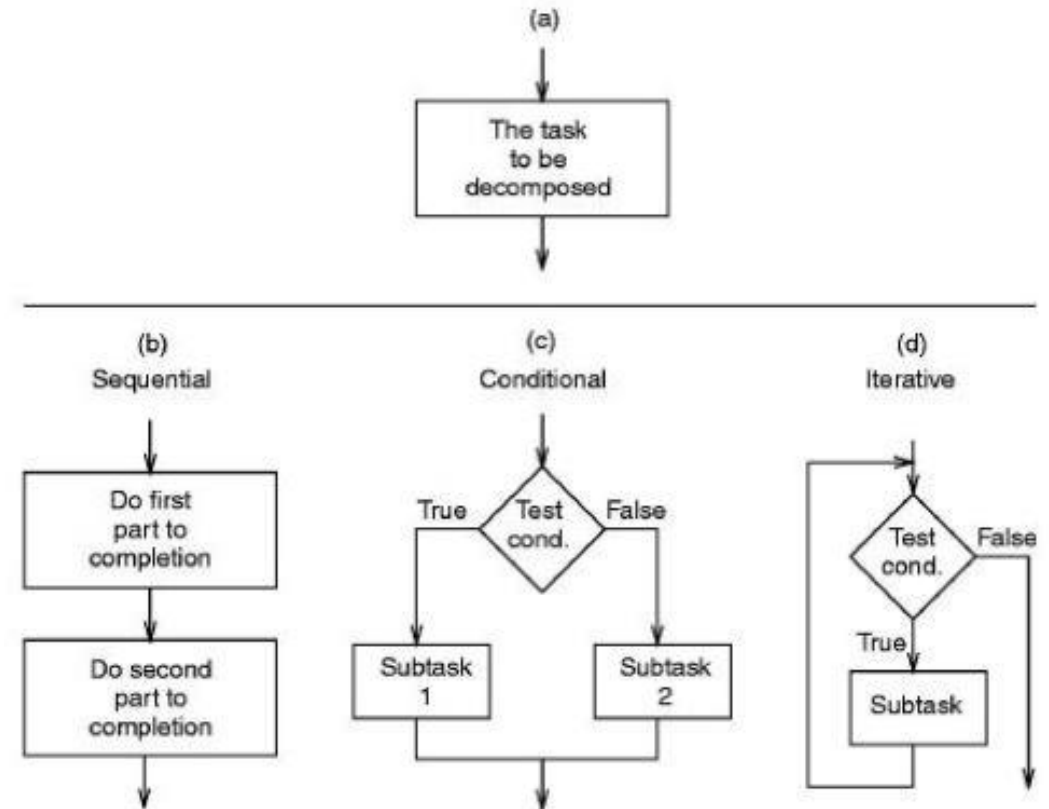 (a)
The task
to be
decomposed
(b)
Sequential
Do first
part to
completion
Do second
part to
completion
(c)
Conditional
True
Test
cond.
False
Subtask
1
Subtask
2
(d)
Iterative
Test
cond.
False
True
Subtask